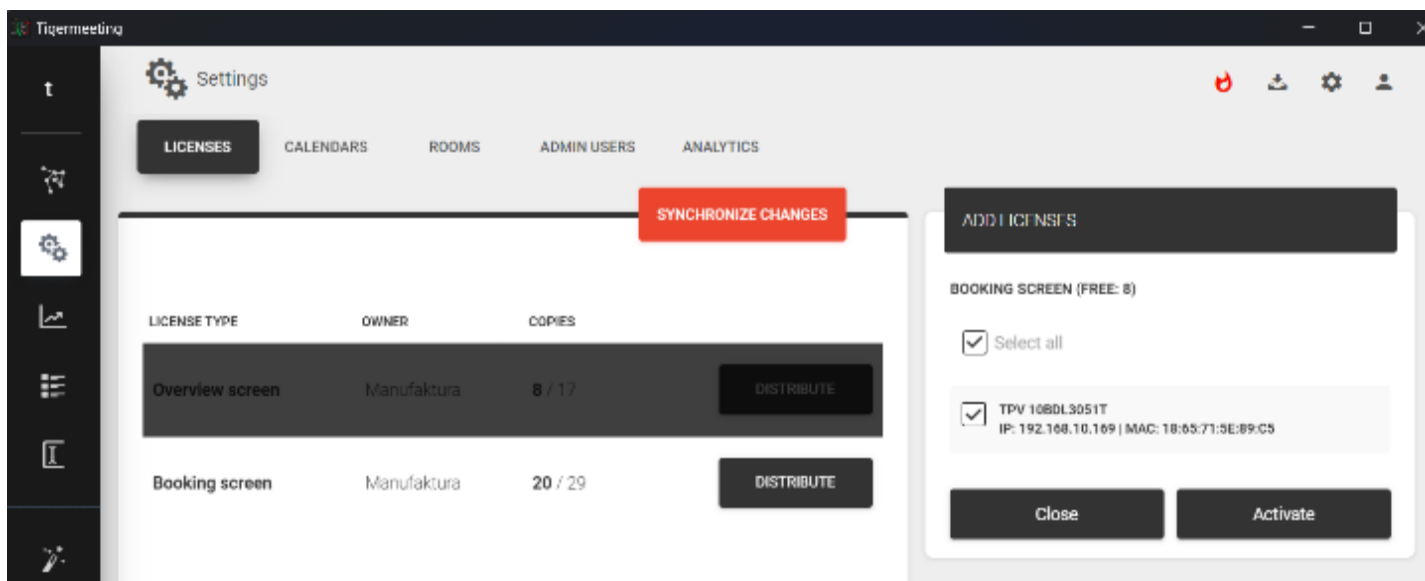 Tigermeeting
t
Settings
LICENSES CALENDARS ROOMS ADMIN USERS ANALYTICS
SYNCHRONIZE CHANGES
LICENSE TYPE OWNER COPIES
Overview screen Manufaktura 8 / 17 DISTRIBUTE
Booking screen Manufaktura 20 / 29 DISTRIBUTE
ADD LICENSES
BOOKING SCREEN (FREE: 8)
Select all
TPV 10BDL3051T
IP: 192.168.10.169 | MAC: 18:65:71:5E:89:C5
Close Activate